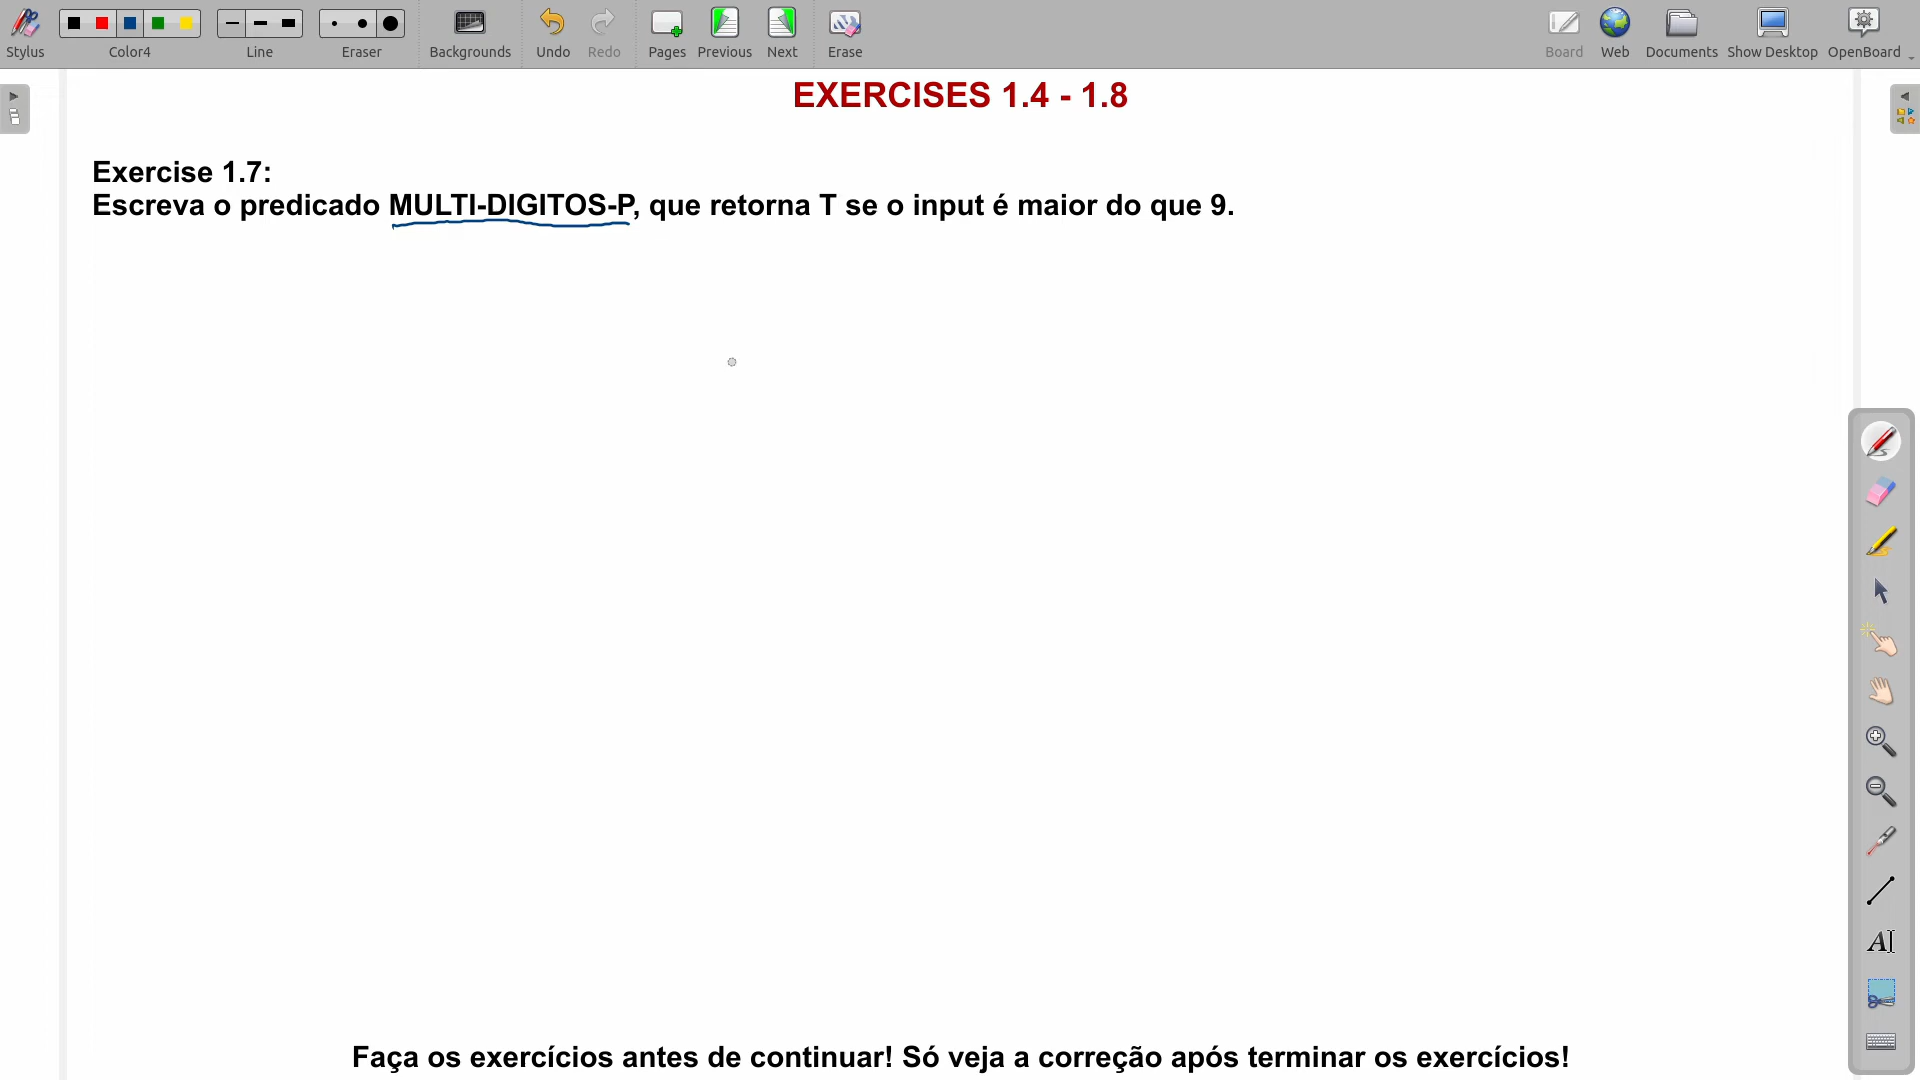 Stylus Color4 Line Eraser Backgrounds Undo Redo Pages Previous Next Erase Board Web Documents Show Desktop OpenBoard
EXERCISES 1.4 - 1.8
Exercise 1.7:
Escreva o predicado MULTI-DIGITOS-P, que retorna T se o input é maior do que 9.
Faça os exercícios antes de continuar! Só veja a correção após terminar os exercícios!